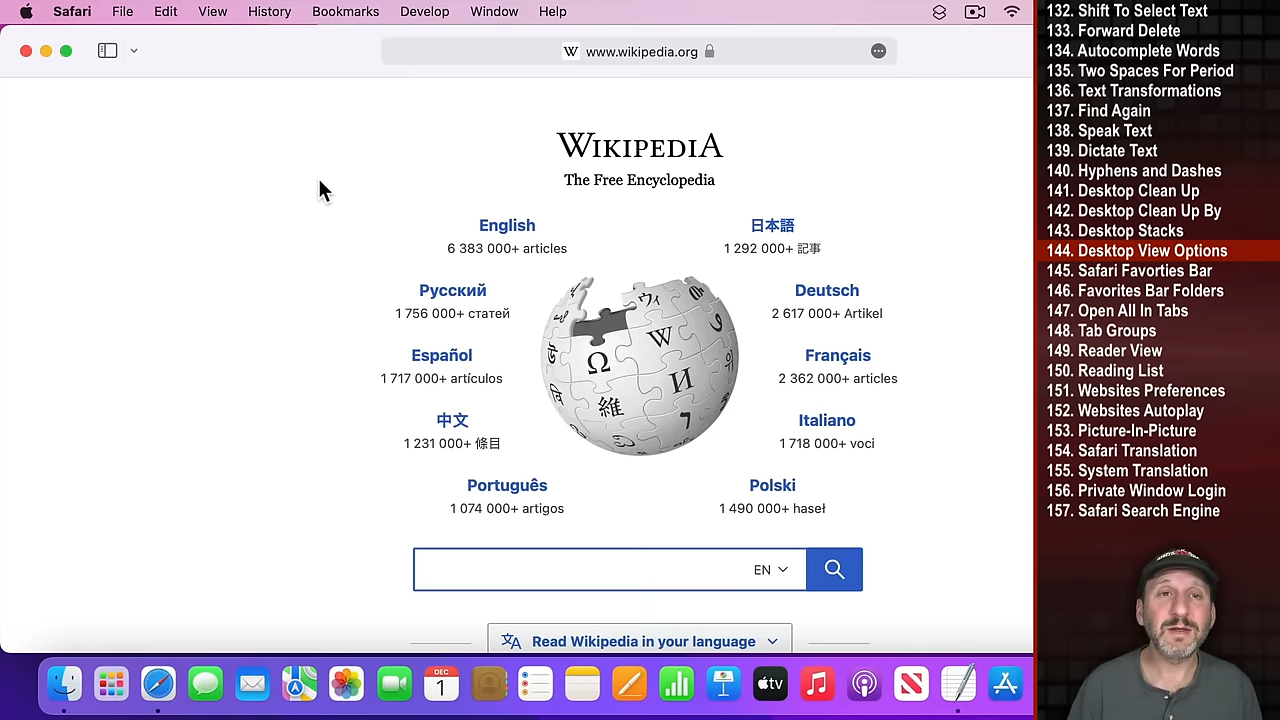 Safari File Edit View History Bookmarks Develop Window Help
www.wikipedia.org
WIKIPEDIA
The Free Encyclopedia
English
6 383 000+ articles
日本語
1 292 000+ 記事
Русский
1 756 000+ статей
Deutsch
2 617 000+ Artikel
Español
1 717 000+ artículos
Français
2 362 000+ articles
中文
1 231 000+ 條目
Italiano
1 718 000+ voci
Português
1 074 000+ artigos
Polski
1 490 000+ haseł
Ω
W
И
維
ウィ
EN
Read Wikipedia in your language
DEC
1
tv
132. Shift To Select Text
133. Forward Delete
134. Autocomplete Words
135. Two Spaces For Period
136. Text Transformations
137. Find Again
138. Speak Text
139. Dictate Text
140. Hyphens and Dashes
141. Desktop Clean Up
142. Desktop Clean Up By
143. Desktop Stacks
144. Desktop View Options
145. Safari Favorties Bar
146. Favorites Bar Folders
147. Open All In Tabs
148. Tab Groups
149. Reader View
150. Reading List
151. Websites Preferences
152. Websites Autoplay
153. Picture-In-Picture
154. Safari Translation
155. System Translation
156. Private Window Login
157. Safari Search Engine